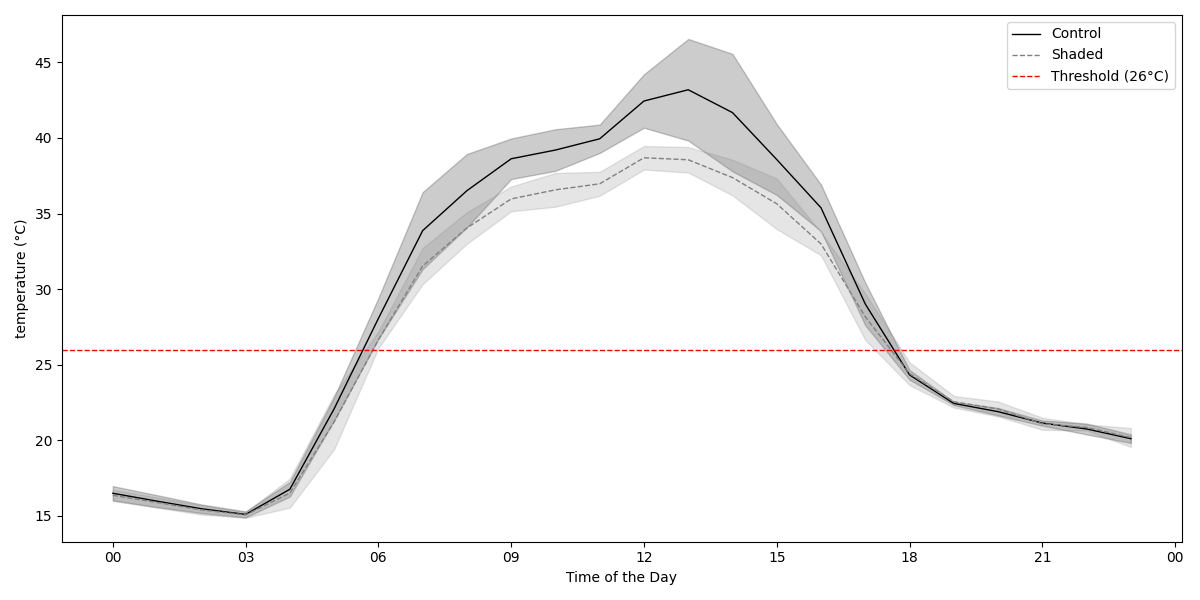 Control
Shaded
Threshold (26°C)
temperature (°C)
45
40
35
30
25
20
15
00 03 06 09 12 15 18 21 00
Time of the Day